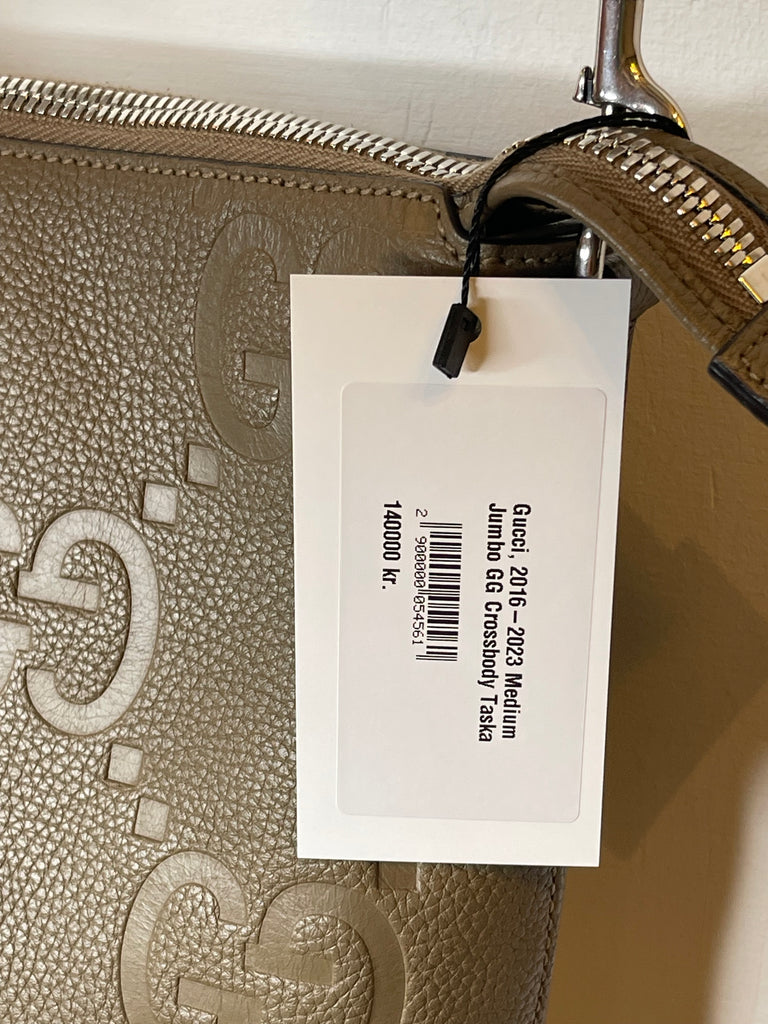 Gucci, 2016 – 2023 Medium
Jumbo GG Crossbody Taska
2 900000 054561
140000 kr.